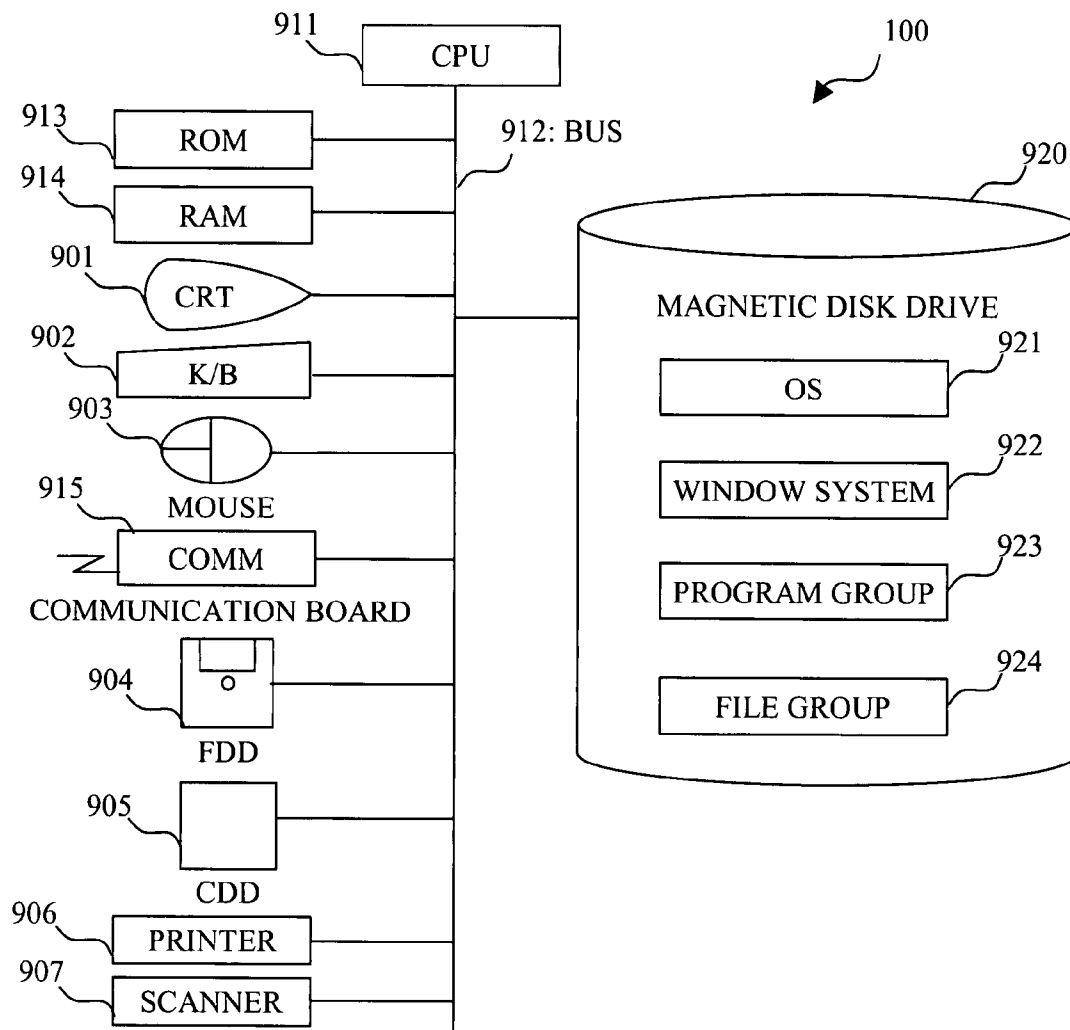 911
CPU
100
913
ROM
912: BUS
914
RAM
920
901
CRT
MAGNETIC DISK DRIVE
902
K/B
921
OS
903
MOUSE
922
WINDOW SYSTEM
915
COMM
COMMUNICATION BOARD
923
PROGRAM GROUP
904
FDD
924
FILE GROUP
905
CDD
906
PRINTER
907
SCANNER